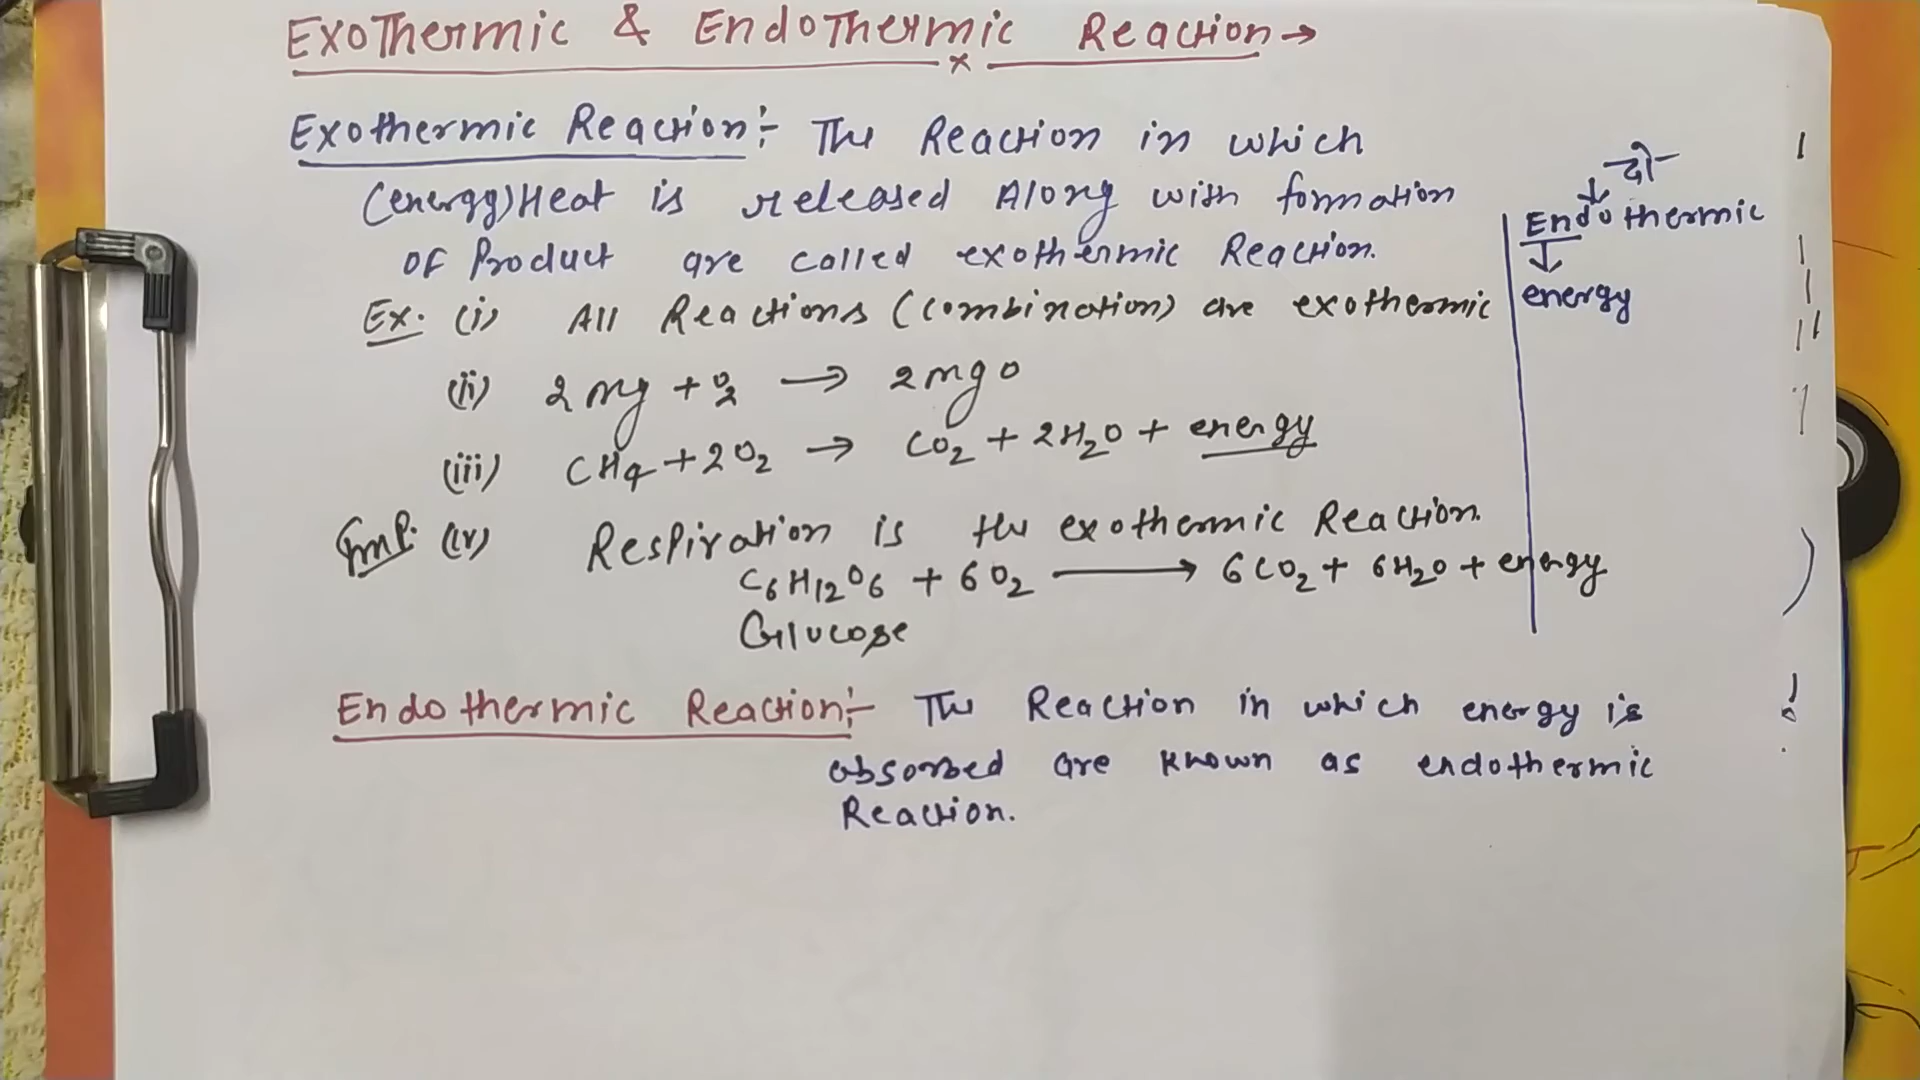 Exothermic & Endothermic Reaction→
Exothermic Reaction:- The Reaction in which
(energy) Heat is released Along with formation
of Product are called exothermic Reaction.
Ex. (i) All Reactions (combination) are exothermic
(ii) 2mg + O2 → 2mgo
(iii) CH4 + 2O2 → CO2 + 2H2O + energy
Imp. (iv) Respiration is the exothermic Reaction.
C6H12O6 + 6O2 → 6CO2 + 6H2O + energy
Glucose
दो
↓
Endothermic
↓
energy
Endothermic Reaction:- The Reaction in which energy is
absorbed are known as endothermic
Reaction.